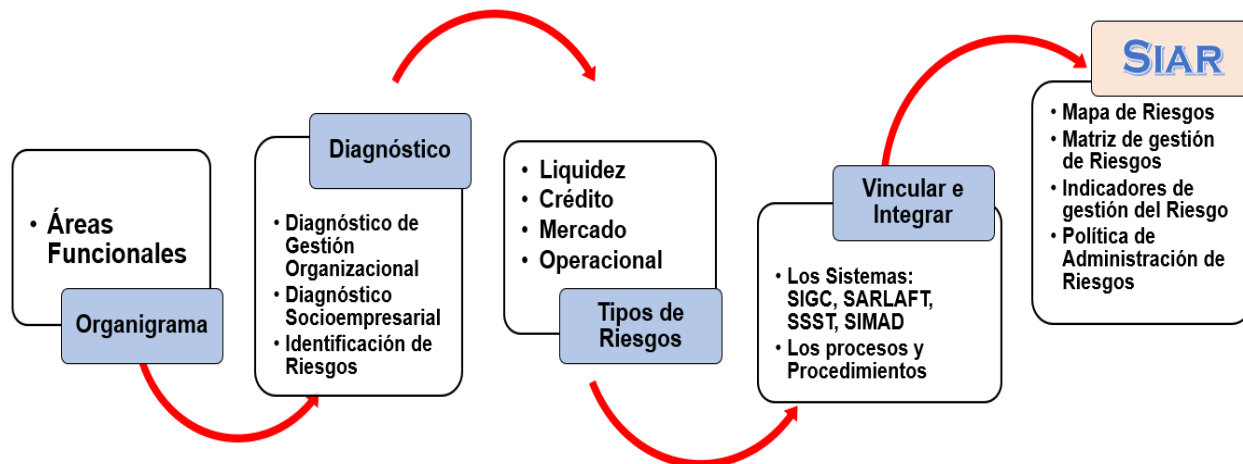 • Áreas
Funcionales
Organigrama
Diagnóstico
• Diagnóstico de
Gestión
Organizacional
• Diagnóstico
Socioempresarial
• Identificación de
Riesgos
• Liquidez
• Crédito
• Mercado
• Operacional
Tipos de
Riesgos
Vincular e
Integrar
• Los Sistemas:
SIGC, SARLAFT,
SSST, SIMAD
• Los procesos y
Procedimientos
SIAR
• Mapa de Riesgos
• Matriz de gestión
de Riesgos
• Indicadores de
gestión del Riesgo
• Política de
Administración de
Riesgos